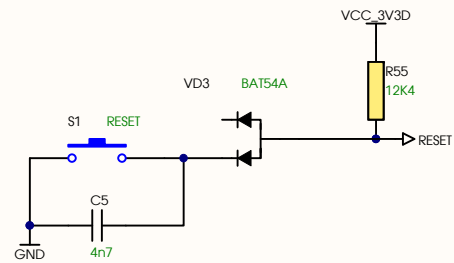 VCC_3V3D
R55
12K4
VD3 BAT54A
S1 RESET
RESET
C5
4n7
GND